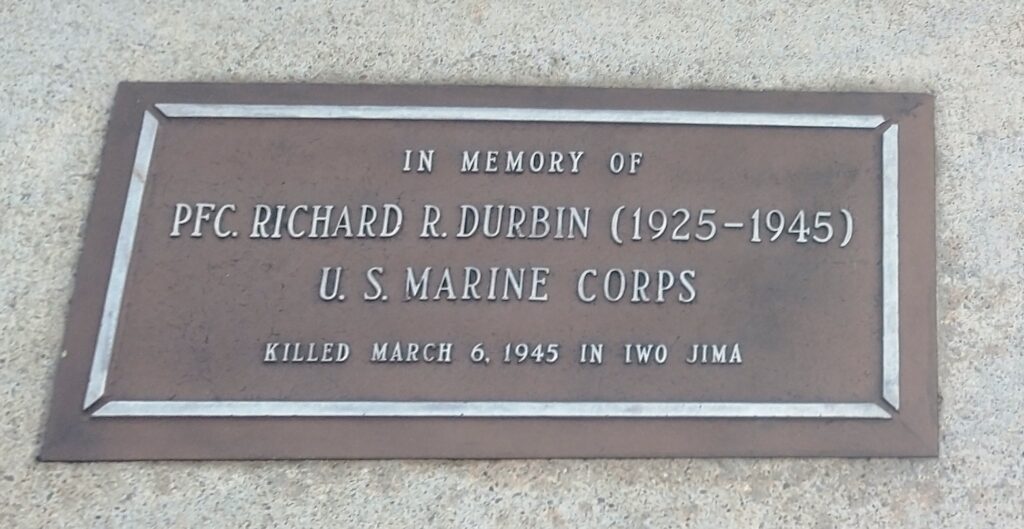 IN MEMORY OF
PFC. RICHARD R. DURBIN (1925-1945)
U. S. MARINE CORPS
KILLED MARCH 6, 1945 IN IWO JIMA